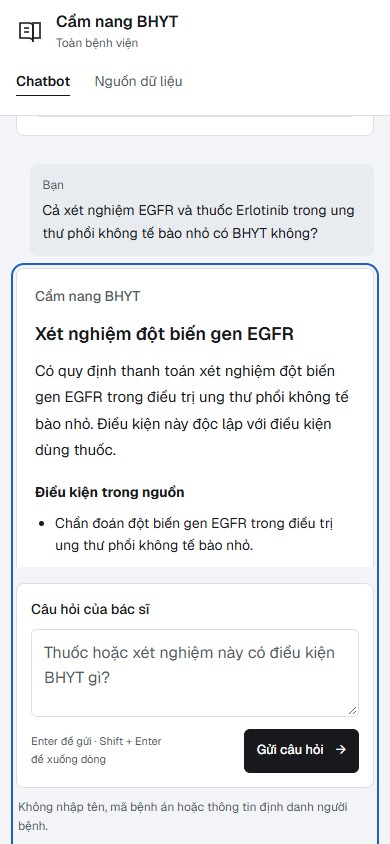 Cẩm nang BHYT
Toàn bệnh viện
Chatbot
Nguồn dữ liệu
Bạn
Cả xét nghiệm EGFR và thuốc Erlotinib trong ung
thư phổi không tế bào nhỏ có BHYT không?
Cẩm nang BHYT
Xét nghiệm đột biến gen EGFR
Có quy định thanh toán xét nghiệm đột biến
gen EGFR trong điều trị ung thư phổi không tế
bào nhỏ. Điều kiện này độc lập với điều kiện
dùng thuốc.
Điều kiện trong nguồn
• Chẩn đoán đột biến gen EGFR trong điều trị
ung thư phổi không tế bào nhỏ.
Câu hỏi của bác sĩ
Thuốc hoặc xét nghiệm này có điều kiện
BHYT gì?
Enter để gửi · Shift + Enter
để xuống dòng
Gửi câu hỏi →
Không nhập tên, mã bệnh án hoặc thông tin định danh người
bệnh.